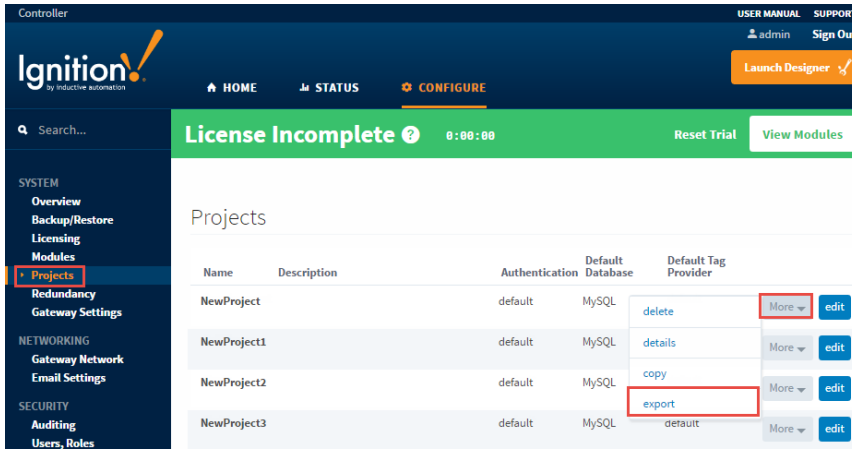 Controller
USER MANUAL SUPPORT
admin Sign Ou
Ignition!
by inductive automation
HOME STATUS CONFIGURE
Launch Designer
Search...
License Incomplete ? 0:00:00 Reset Trial View Modules
SYSTEM
Overview
Backup/Restore
Licensing
Modules
Projects
Redundancy
Gateway Settings
NETWORKING
Gateway Network
Email Settings
SECURITY
Auditing
Users, Roles
Projects
Name Description Authentication Default Database Default Tag Provider
NewProject default MySQL More edit
NewProject1 default MySQL More edit
NewProject2 default MySQL More edit
NewProject3 default MySQL default More edit
delete
details
copy
export